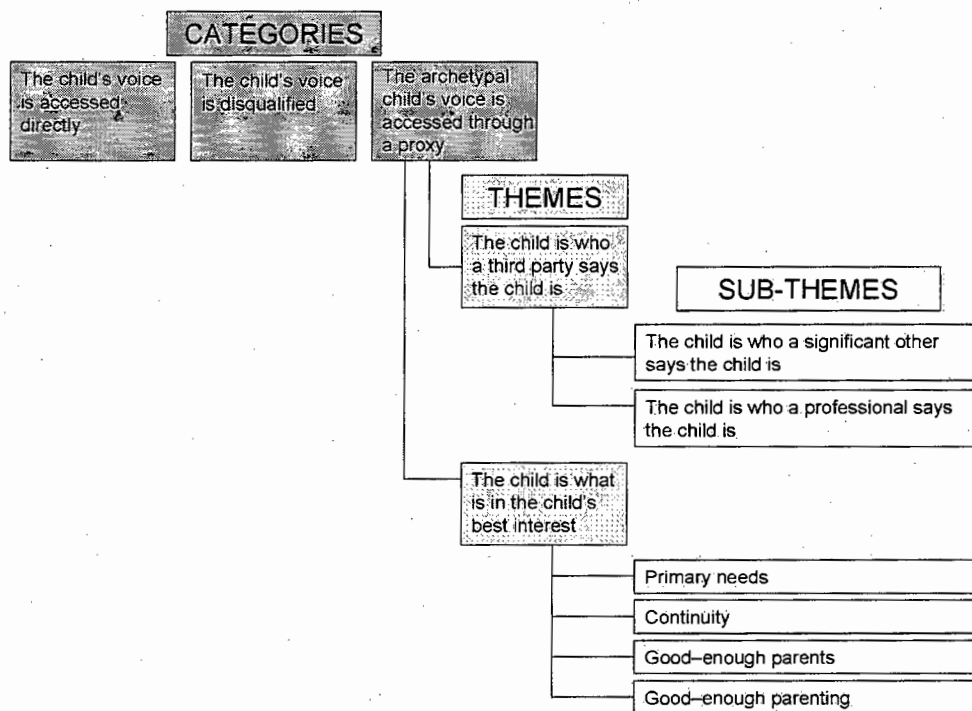 CATEGORIES
The child's voice
is accessed
directly
The child's voice
is disqualified
The archetypal
child's voice is
accessed through
a proxy
THEMES
The child is who
a third party says
the child is
SUB-THEMES
The child is who a significant other
says the child is
The child is who a professional says
the child is
The child is what
is in the child's
best interest
Primary needs
Continuity
Good–enough parents
Good–enough parenting